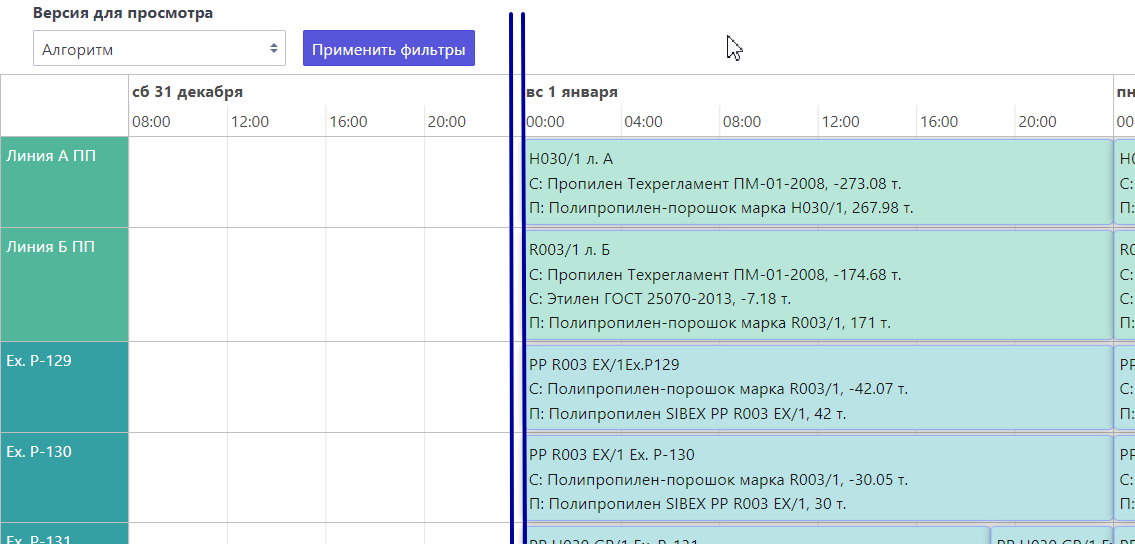 Версия для просмотра
Алгоритм
Применить фильтры
сб 31 декабря
вс 1 января
пн
08:00 12:00 16:00 20:00 00:00 04:00 08:00 12:00 16:00 20:00 00
Линия А ПП
H030/1 л. А
С: Пропилен Техрегламент ПМ-01-2008, -273.08 т.
П: Полипропилен-порошок марка H030/1, 267.98 т.
H0
С:
П:
Линия Б ПП
R003/1 л. Б
С: Пропилен Техрегламент ПМ-01-2008, -174.68 т.
С: Этилен ГОСТ 25070-2013, -7.18 т.
П: Полипропилен-порошок марка R003/1, 171 т.
R0
С:
С:
П:
Ex. P-129
PP R003 EX/1Ex.P129
С: Полипропилен-порошок марка R003/1, -42.07 т.
П: Полипропилен SIBEX PP R003 EX/1, 42 т.
PP
С:
П:
Ex. P-130
PP R003 EX/1 Ex. P-130
С: Полипропилен-порошок марка R003/1, -30.05 т.
П: Полипропилен SIBEX PP R003 EX/1, 30 т.
PP
С:
П:
Ex. P-131
PP H030 GP/1 Ex. P-131
PP H030 GP/1 Ex
PP